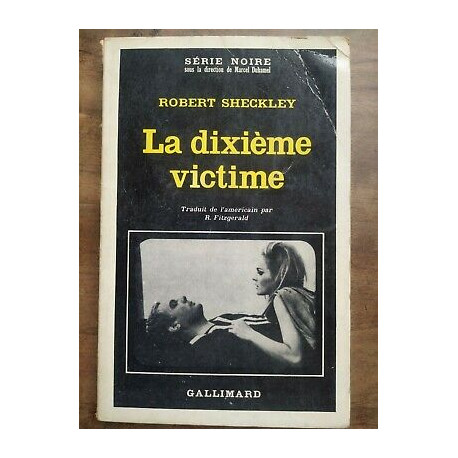 SÉRIE NOIRE
sous la direction de Marcel Duhamel
ROBERT SHECKLEY
La dixième
victime
Traduit de l'américain par
R. Fitzgerald
GALLIMARD